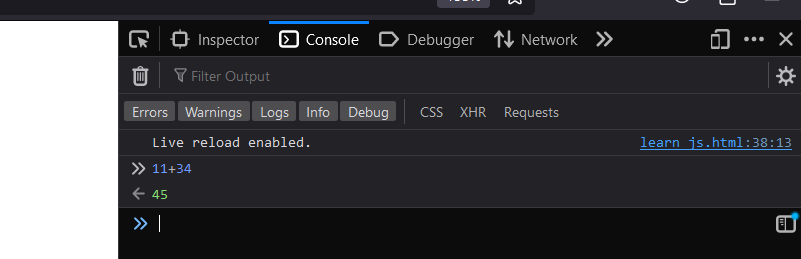 Inspector Console Debugger Network
Filter Output
Errors Warnings Logs Info Debug CSS XHR Requests
Live reload enabled. learn js.html:38:13
11+34
45